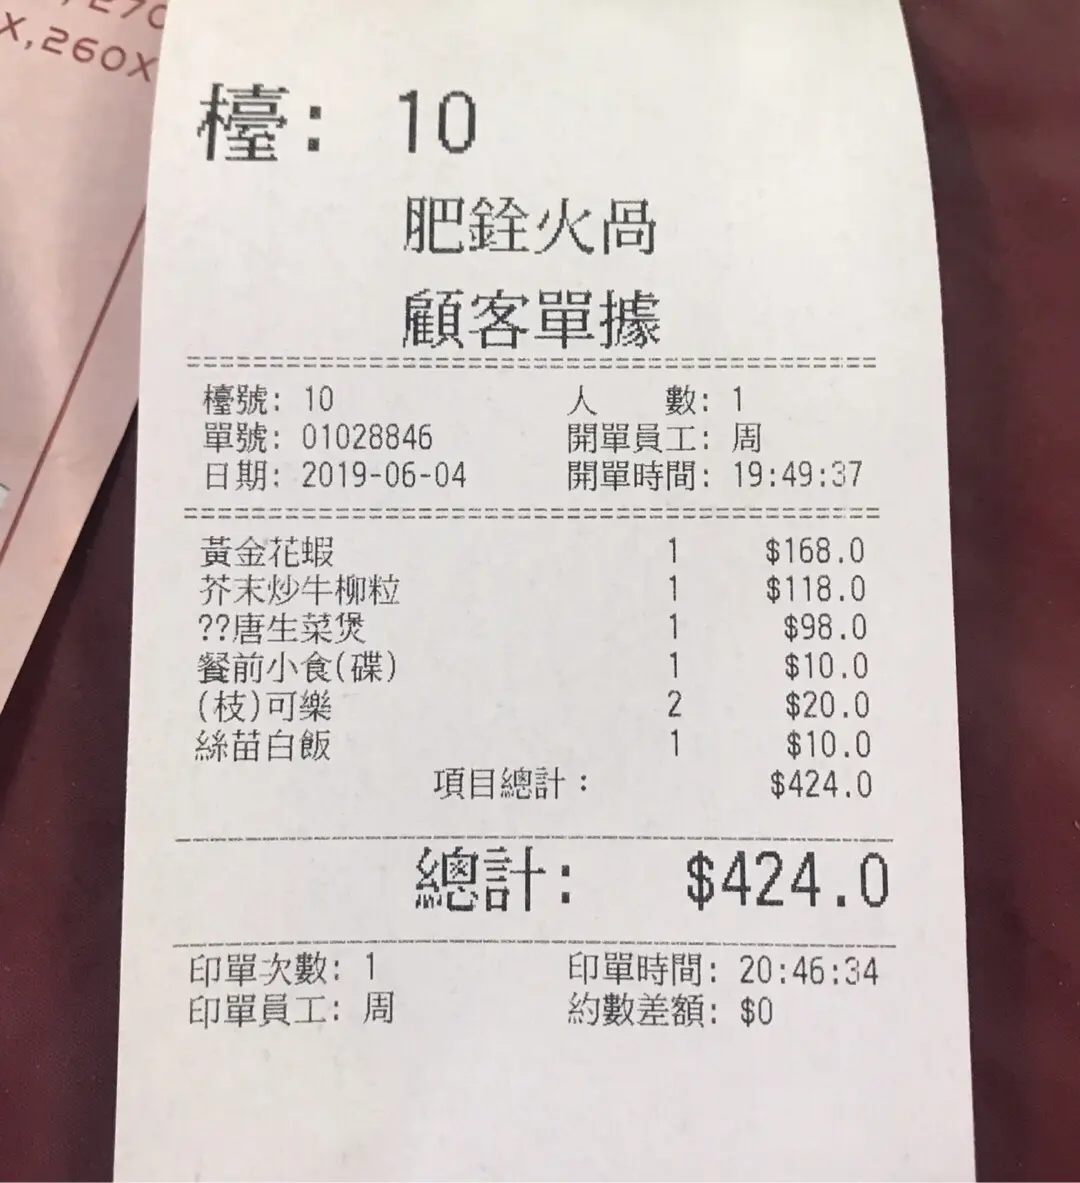 ,270
X,260X
檯: 10
肥銓火咼
顧客單據
檯號: 10 人 數: 1
單號: 01028846 開單員工: 周
日期: 2019-06-04 開單時間: 19:49:37
黃金花蝦 1 $168.0
芥末炒牛柳粒 1 $118.0
??唐生菜煲 1 $98.0
餐前小食(碟) 1 $10.0
(枝)可樂 2 $20.0
絲苗白飯 1 $10.0
項目總計: $424.0
總計: $424.0
印單次數: 1 印單時間: 20:46:34
印單員工: 周 約數差額: $0